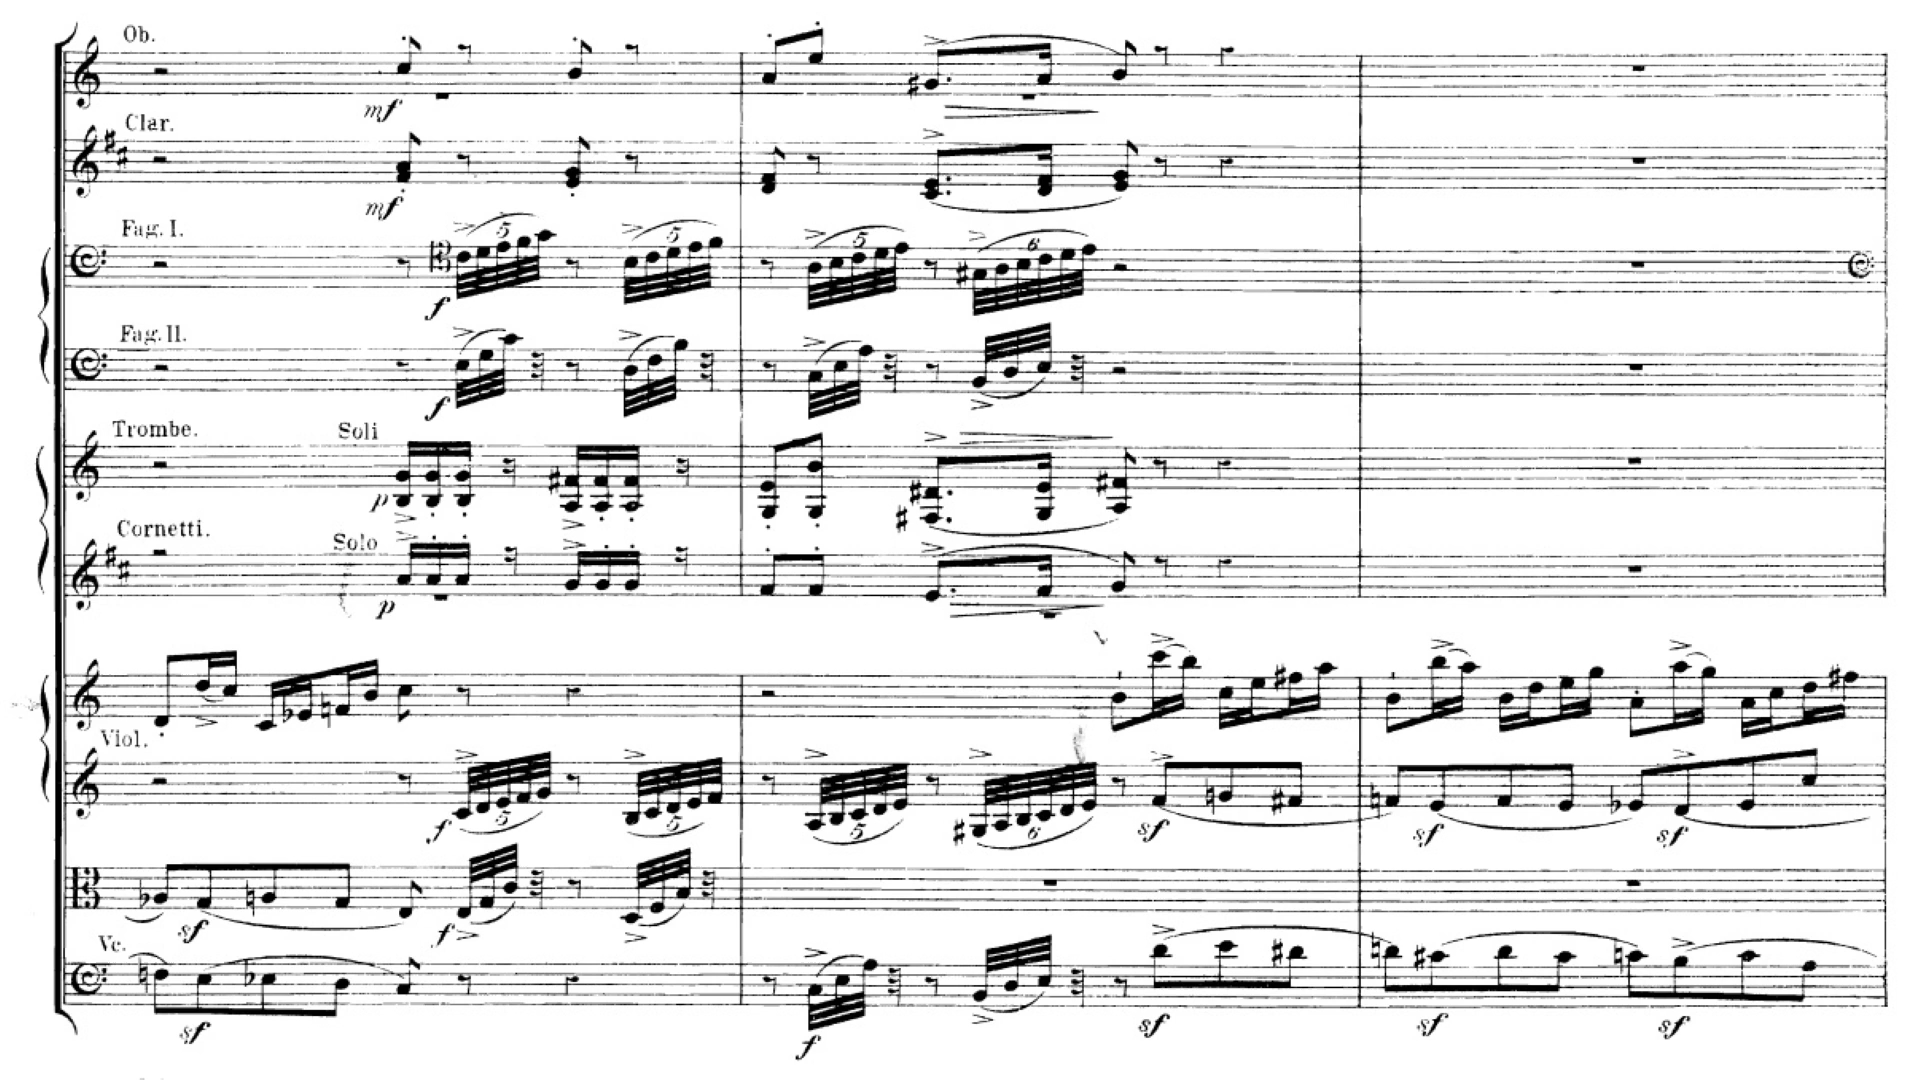 Ob.
mf
Clar.
mf
Fag. I.
5 5 5 6
f
Fag. II.
f
Trombe. Soli
p
Cornetti. Solo
p
Viol.
f 5 5 5 6 sf sf sf
sf f
Vc.
sf f sf sf sf